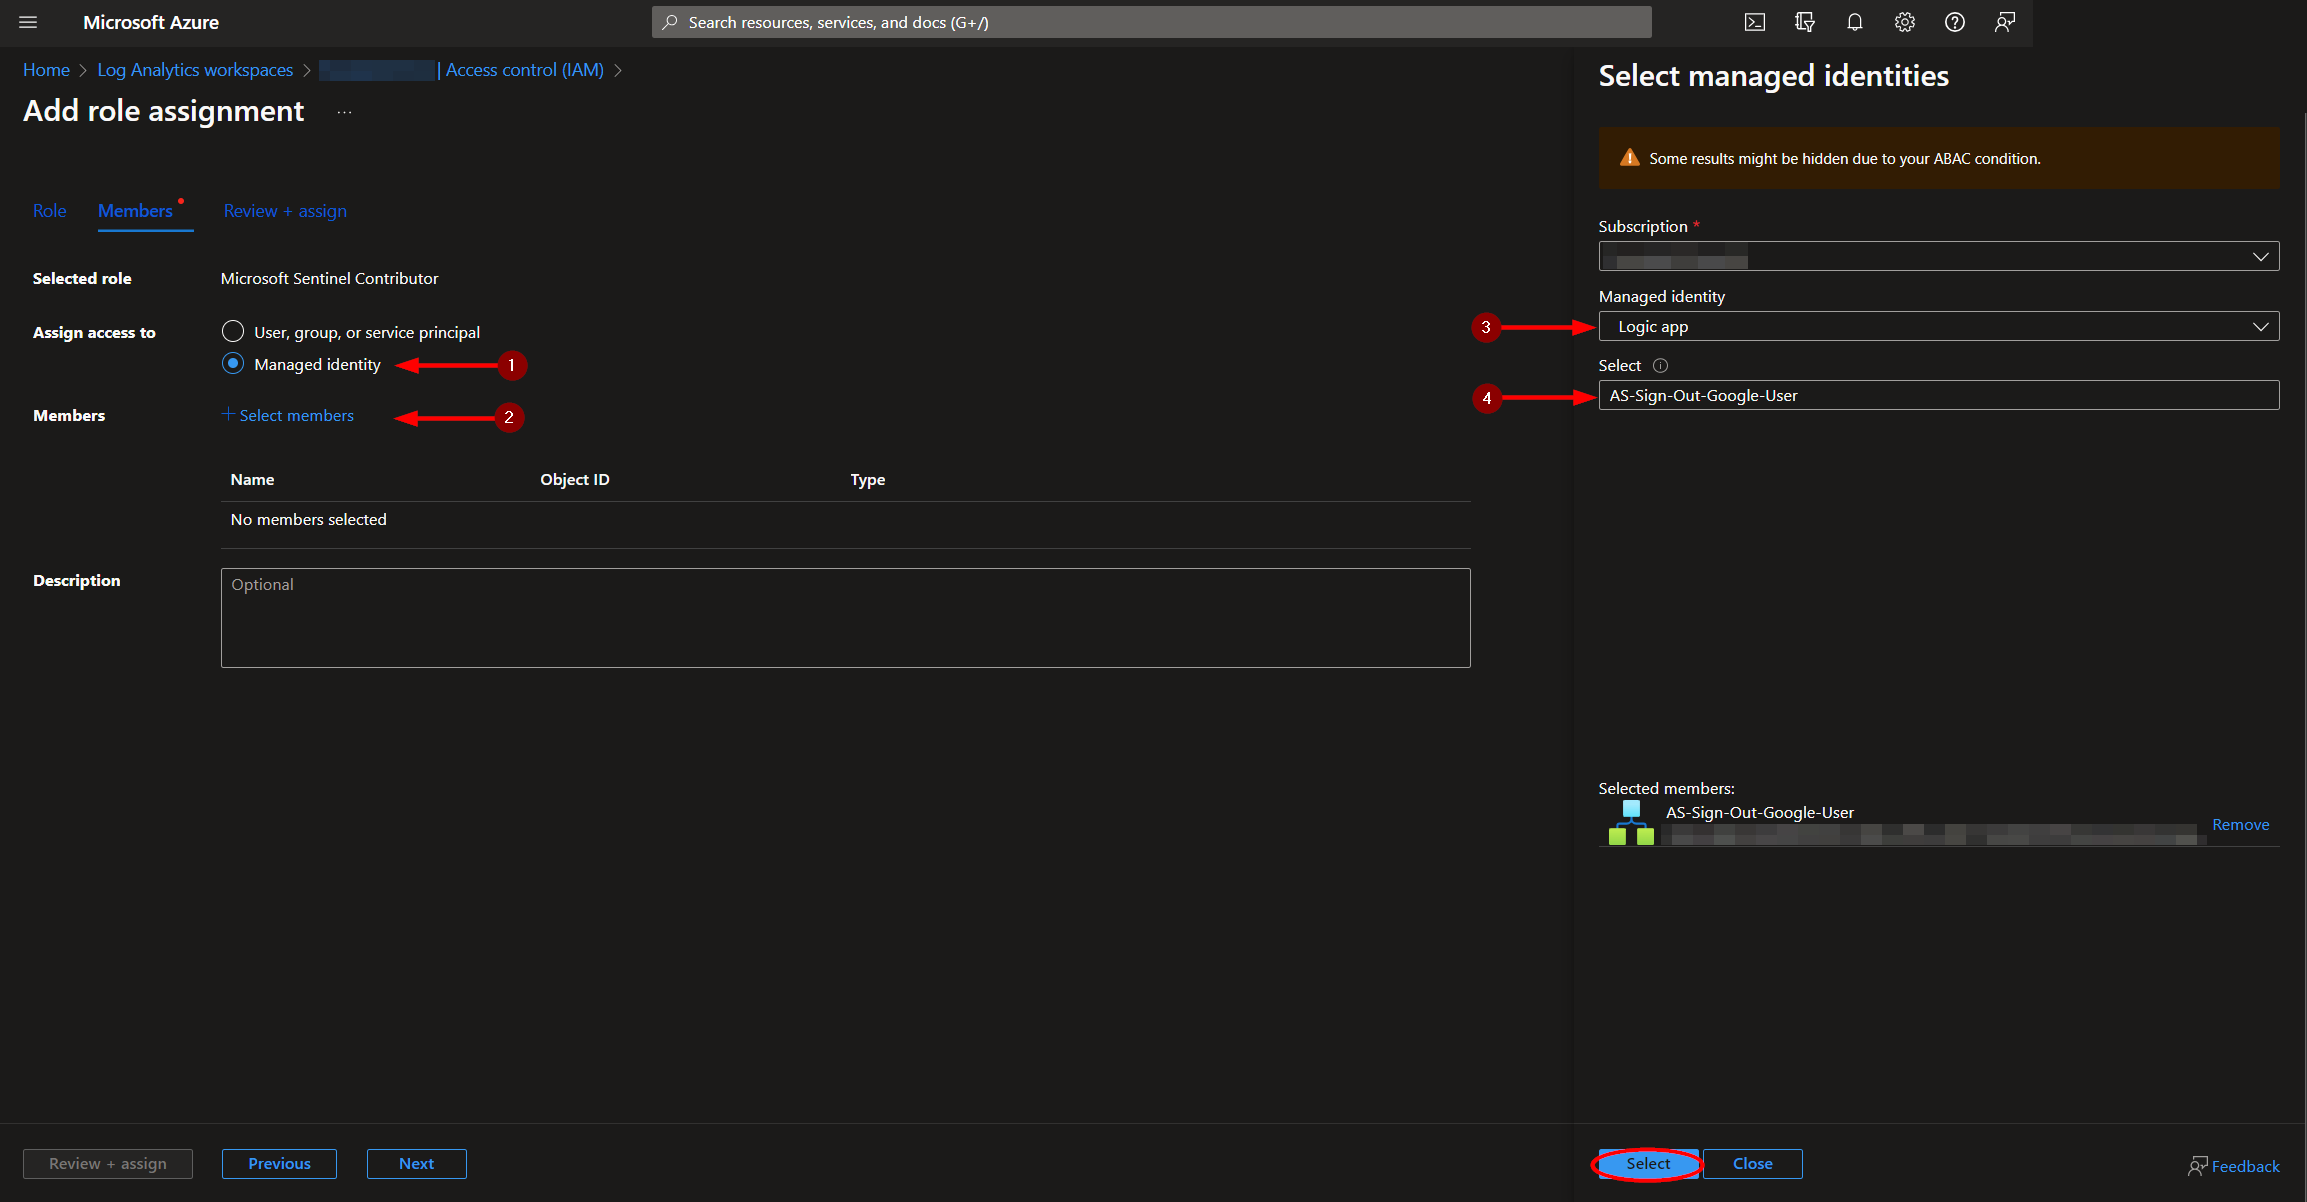 Microsoft Azure
Search resources, services, and docs (G+/)
Home > Log Analytics workspaces > | Access control (IAM) >
Add role assignment ...
Role Members Review + assign
Selected role Microsoft Sentinel Contributor
Assign access to User, group, or service principal
Managed identity 1
Members + Select members 2
Name Object ID Type
No members selected
Description Optional
Review + assign Previous Next
Select managed identities
Some results might be hidden due to your ABAC condition.
Subscription *
Managed identity
3 Logic app
Select
4 AS-Sign-Out-Google-User
Selected members:
AS-Sign-Out-Google-User
Remove
Select Close Feedback